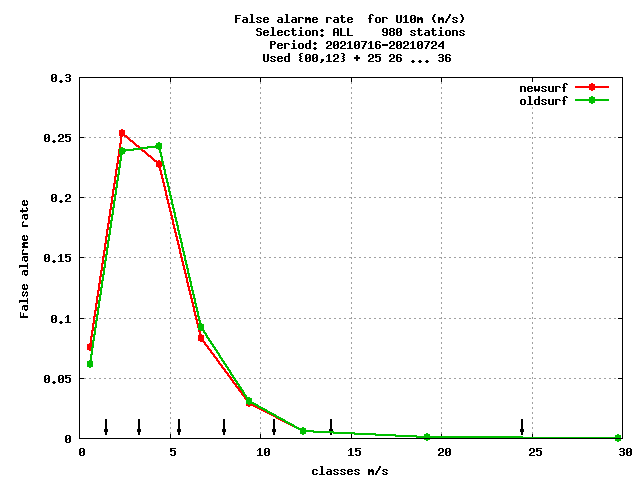 False alarme rate  for U10m (m/s)
Selection: ALL    980 stations
Period: 20210716-20210724
Used {00,12} + 25 26 ... 36
newsurf
oldsurf
0.3
0.25
0.2
0.15
0.1
0.05
0
False alarme rate
0 5 10 15 20 25 30
classes m/s